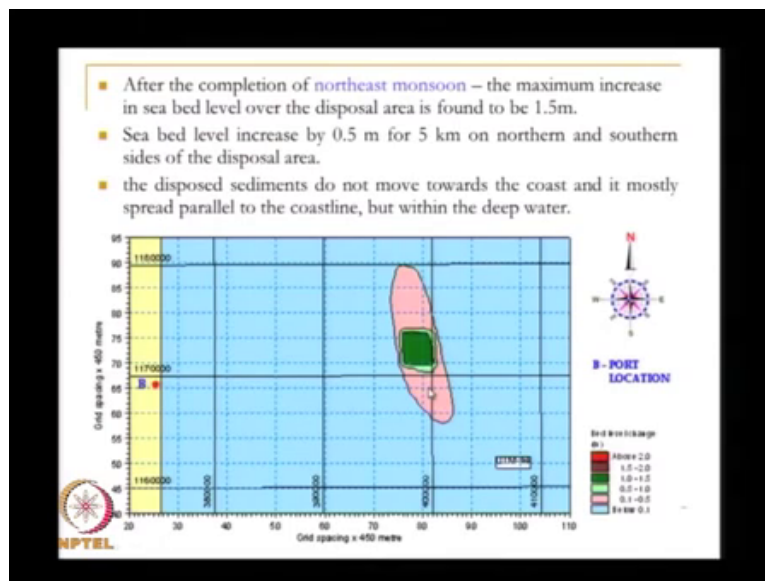 After the completion of northeast monsoon – the maximum increase
in sea bed level over the disposal area is found to be 1.5m.
Sea bed level increase by 0.5 m for 5 km on northern and southern
sides of the disposal area.
the disposed sediments do not move towards the coast and it mostly
spread parallel to the coastline, but within the deep water.
95
90
85
80
75
70
65
60
55
50
45
1170000
B
Grid spacing x 450 metre
20 30 40 50 60 70 80 90 100 110
Grid spacing x 450 metre
380000
400000
410000
N
W E
S
B - PORT
LOCATION
Above 2.0
1.5 - 2.0
1.0 - 1.5
0.5 - 1.0
0.1 - 0.5
Below 0.1
NPTEL